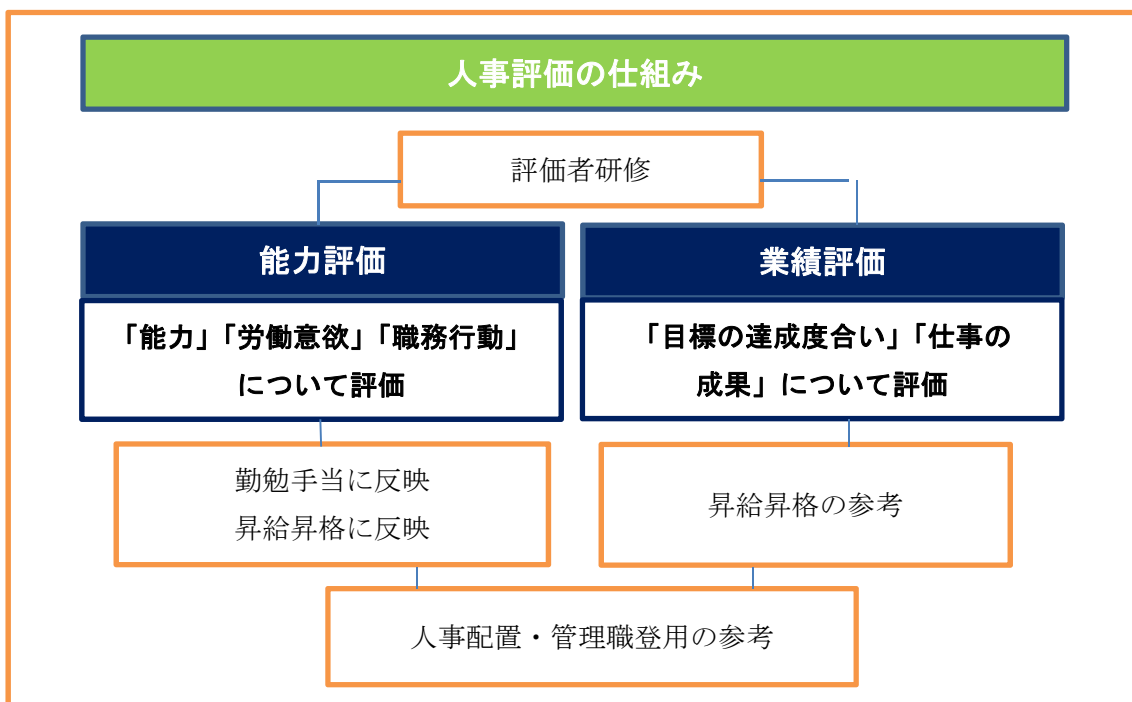 人事評価の仕組み
評価者研修
能力評価
業績評価
「能力」「労働意欲」「職務行動」
について評価
「目標の達成度合い」「仕事の
成果」について評価
勤勉手当に反映
昇給昇格に反映
昇給昇格の参考
人事配置・管理職登用の参考